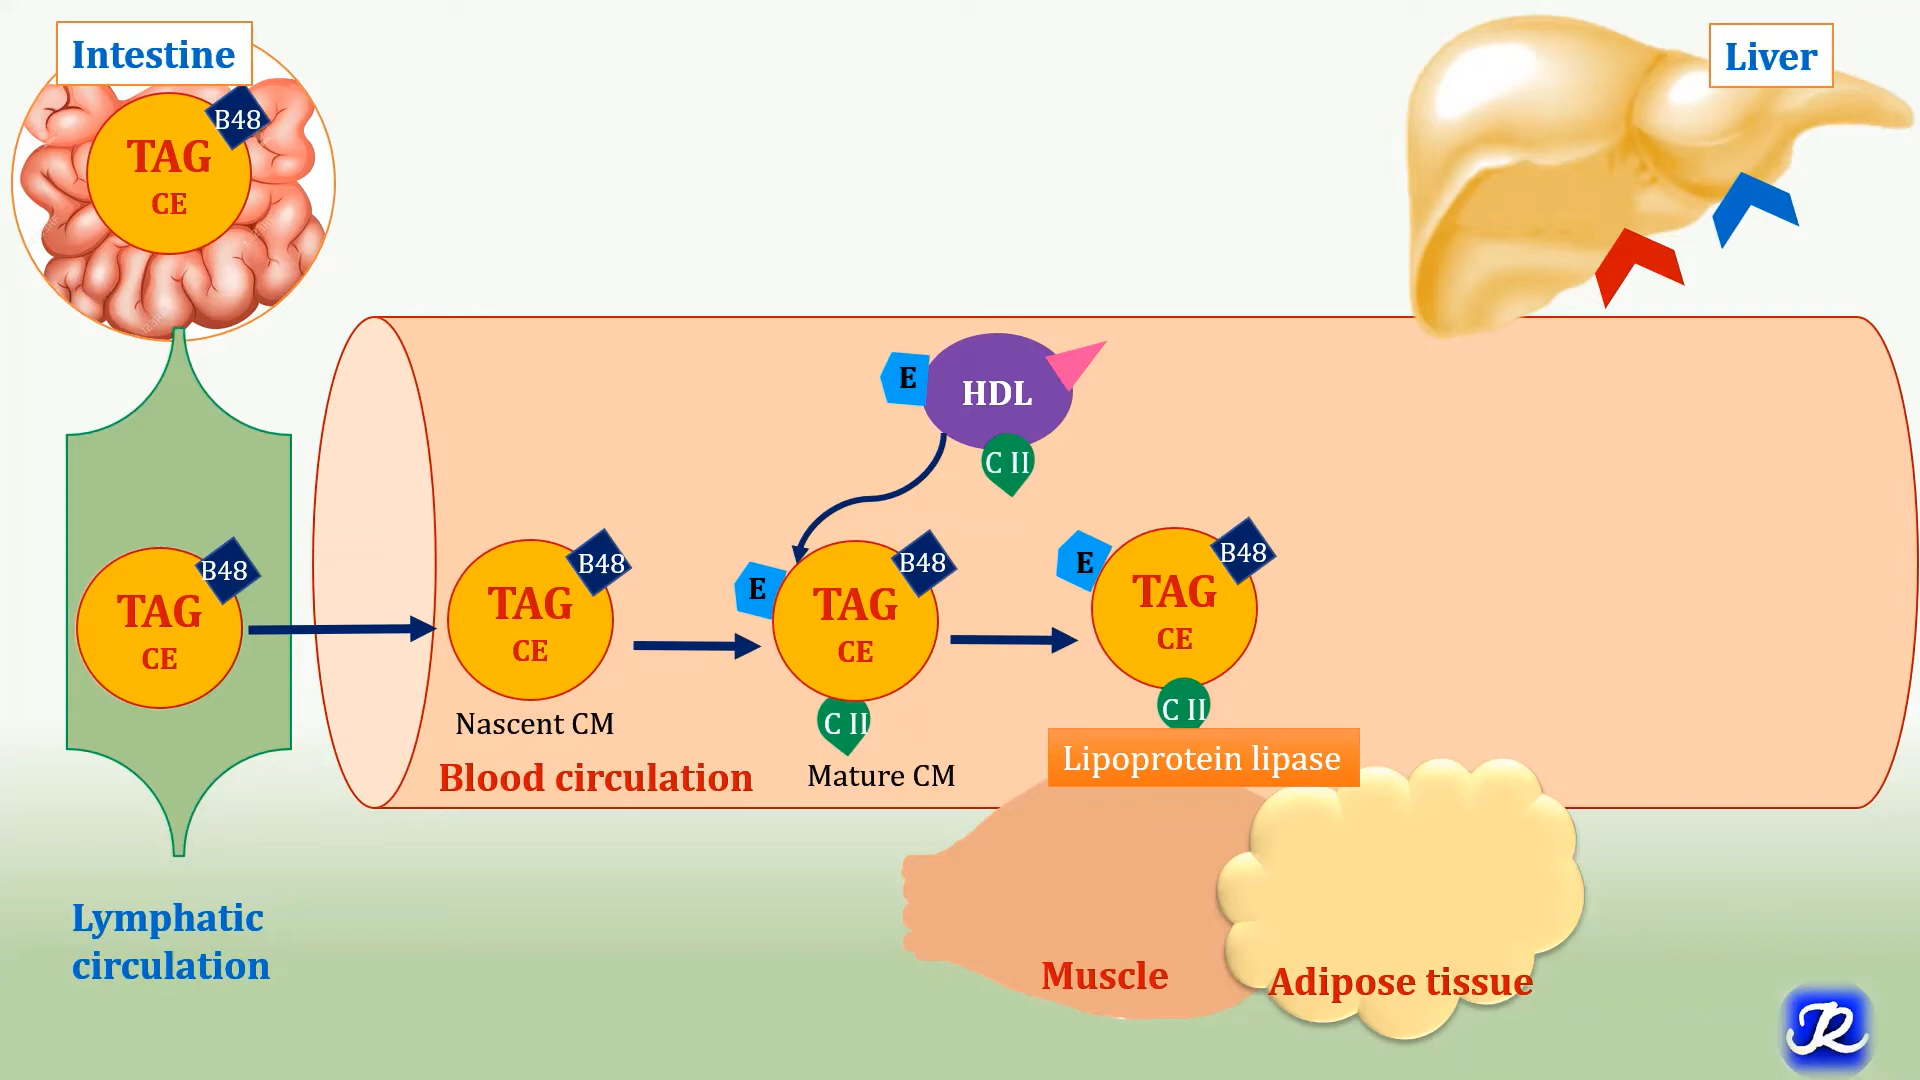 Intestine
B48
TAG
CE
Liver
E
HDL
C II
B48
TAG
CE
B48
TAG
CE
Nascent CM
E
B48
TAG
CE
C II
Mature CM
E
B48
TAG
CE
C II
Lipoprotein lipase
Blood circulation
Lymphatic
circulation
Muscle
Adipose tissue
JR